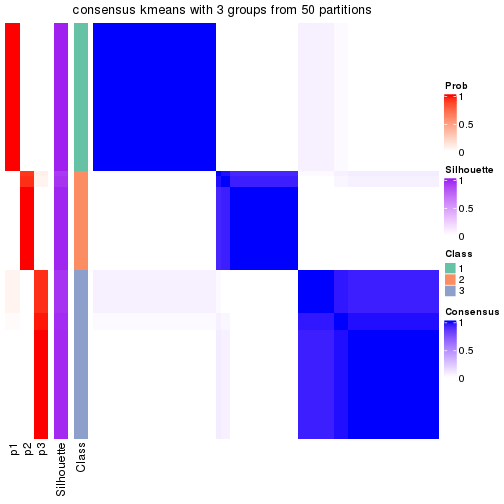 consensus kmeans with 3 groups from 50 partitions
Prob
1
0.5
0
Silhouette
1
0.5
0
Class
1
2
3
Consensus
1
0.5
0
p1
p2
p3
Silhouette
Class